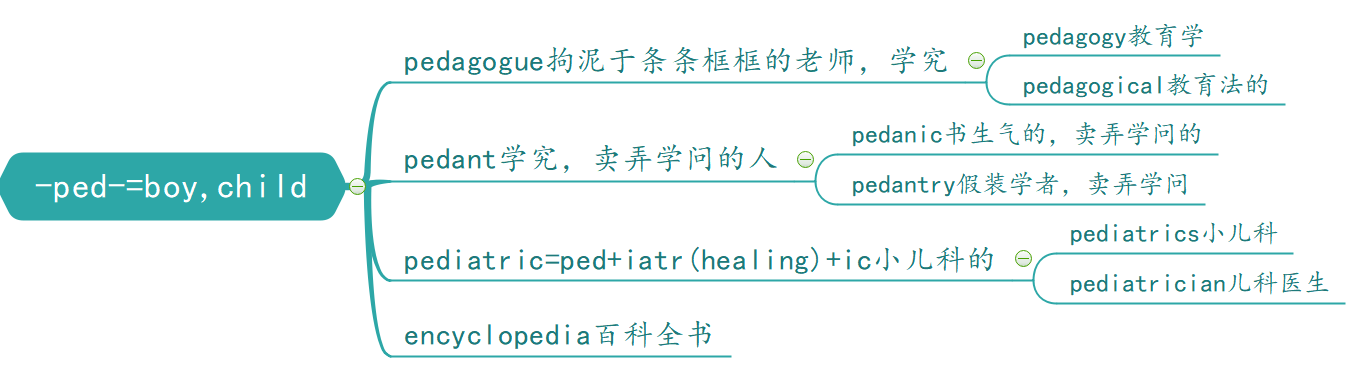 -ped-=boy,child
pedagogue拘泥于条条框框的老师，学究
pedagogy教育学
pedagogical教育法的
pedant学究，卖弄学问的人
pedanic书生气的，卖弄学问的
pedantry假装学者，卖弄学问
pediatric=ped+iatr(healing)+ic小儿科的
pediatrics小儿科
pediatrician儿科医生
encyclopedia百科全书